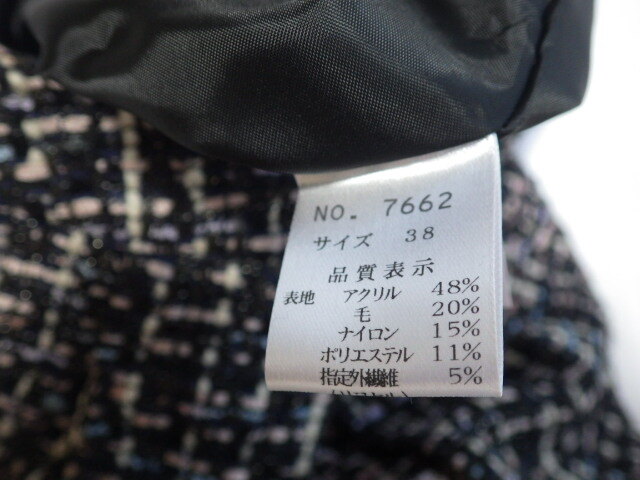 NO. 7662
サイズ 38
品質表示
表地 アクリル 48%
毛 20%
ナイロン 15%
ポリエステル 11%
指定外繊維 5%